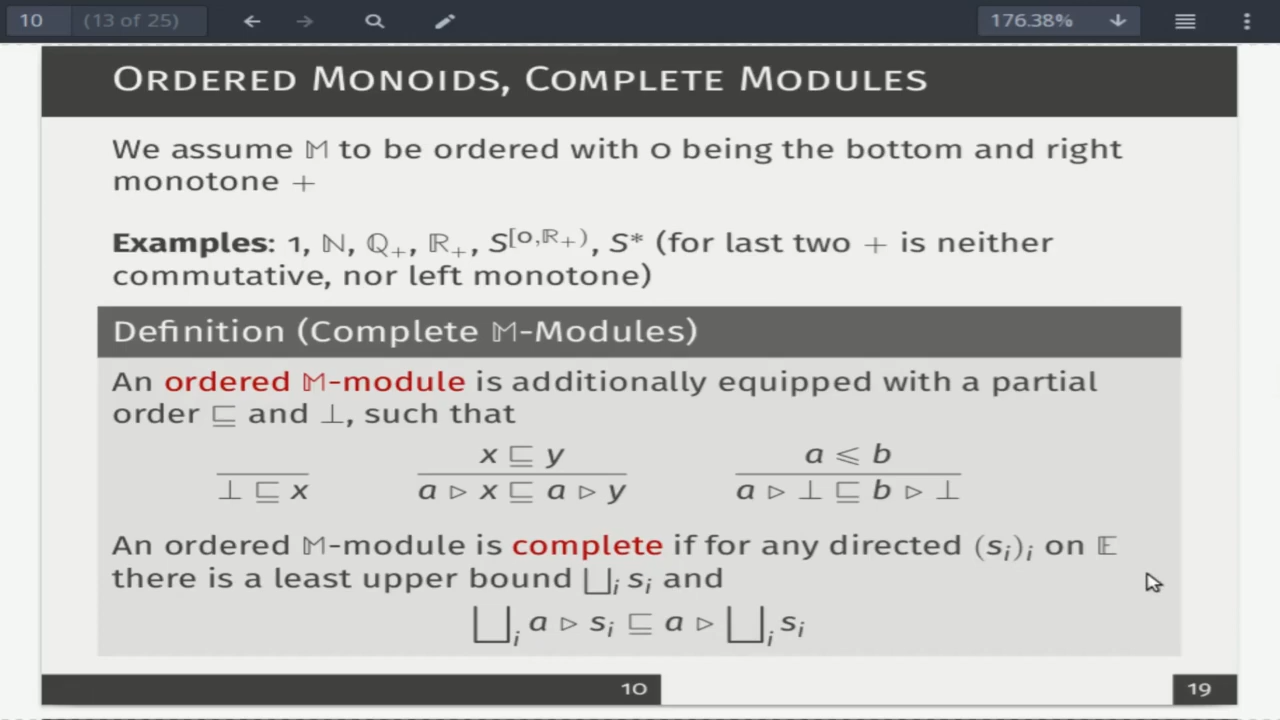 10 (13 of 25) 176.38%
Ordered Monoids, Complete Modules
We assume 𝕄 to be ordered with 0 being the bottom and right
monotone +
Examples: 1, ℕ, ℚ₊, ℝ₊, S^[0,ℝ₊), S* (for last two + is neither
commutative, nor left monotone)
Definition (Complete 𝕄-Modules)
An ordered 𝕄-module is additionally equipped with a partial
order ⊑ and ⊥, such that
x ⊑ y a ⩽ b
⊥ ⊑ x a ▷ x ⊑ a ▷ y a ▷ ⊥ ⊑ b ▷ ⊥
An ordered 𝕄-module is complete if for any directed (sᵢ)ᵢ on 𝔼
there is a least upper bound ⨆ᵢ sᵢ and
⨆ᵢ a ▷ sᵢ ⊑ a ▷ ⨆ᵢ sᵢ
10 19